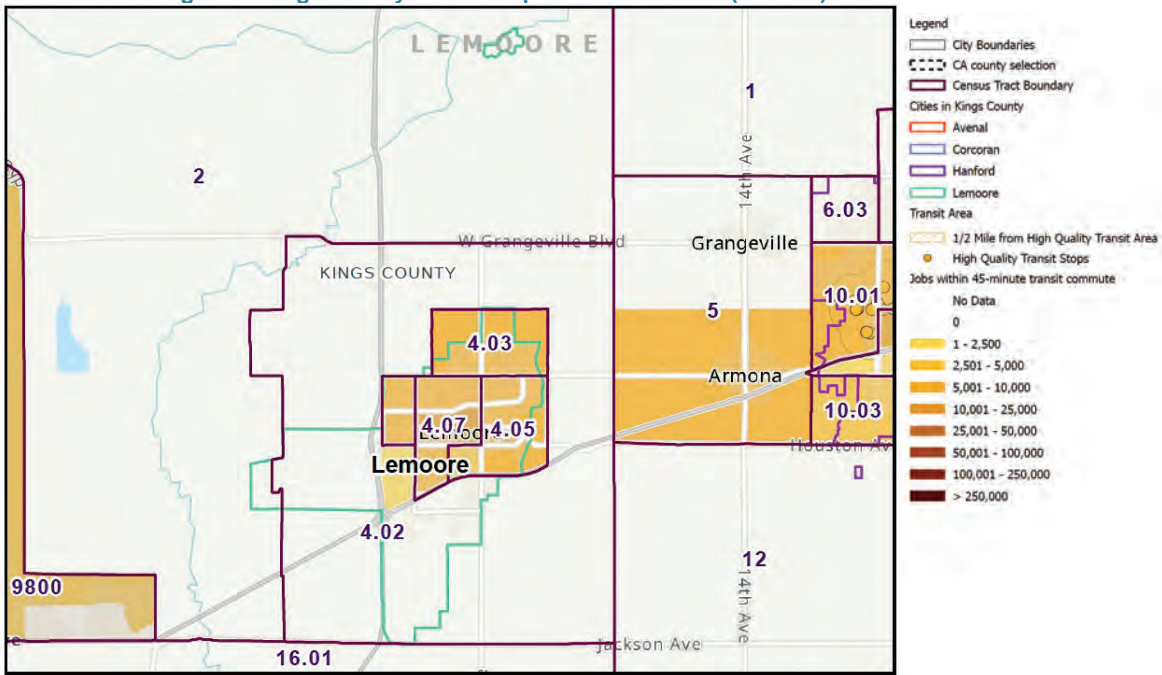 LEMOORE
1
14th Ave
2
6.03
W Grangeville Blvd
Grangeville
KINGS COUNTY
10.01
5
4.03
Armona
10.03
4.07
4.05
Lemoore
Houston Av
Lemoore
4.02
12
14th Ave
9800
Jackson Ave
16.01
Legend
City Boundaries
CA county selection
Census Tract Boundary
Cities in Kings County
Avenal
Corcoran
Hanford
Lemoore
Transit Area
1/2 Mile from High Quality Transit Area
High Quality Transit Stops
Jobs within 45-minute transit commute
No Data
0
1 - 2,500
2,501 - 5,000
5,001 - 10,000
10,001 - 25,000
25,001 - 50,000
50,001 - 100,000
100,001 - 250,000
> 250,000